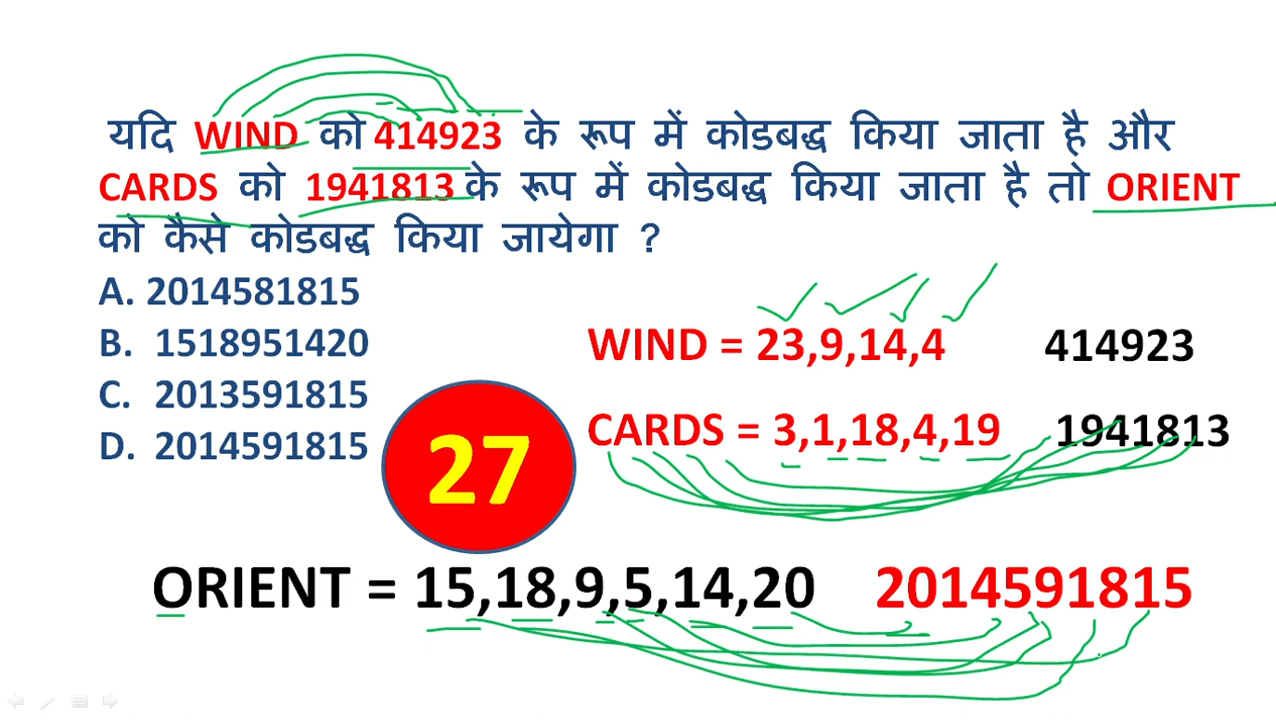 यदि WIND को 414923 के रूप में कोडबद्ध किया जाता है और
CARDS को 1941813 के रूप में कोडबद्ध किया जाता है तो ORIENT
को कैसे कोडबद्ध किया जायेगा ?
A. 2014581815
B. 1518951420
C. 2013591815
D. 2014591815
WIND = 23,9,14,4 414923
CARDS = 3,1,18,4,19 1941813
27
ORIENT = 15,18,9,5,14,20 2014591815